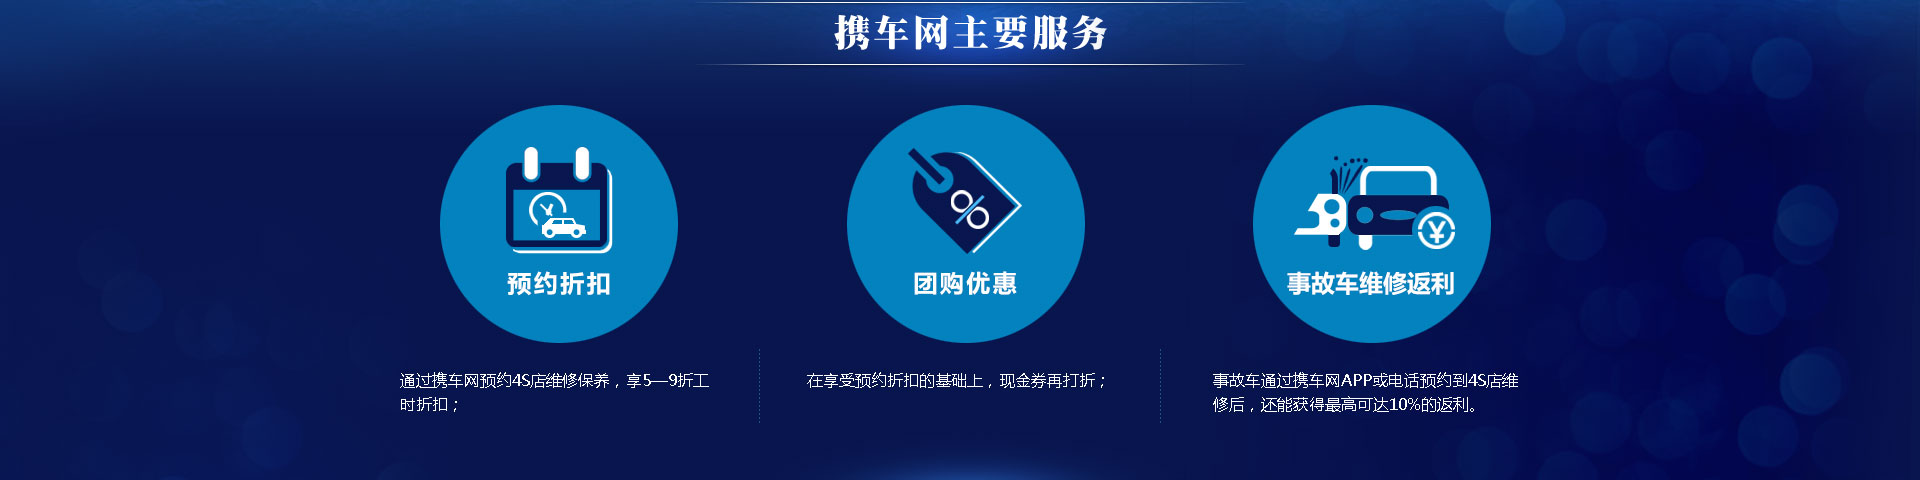 携车网主要服务
预约折扣
团购优惠
事故车维修返利
通过携车网预约4S店维修保养，享5—9折工
时折扣；
在享受预约折扣的基础上，现金券再打折；
事故车通过携车网APP或电话预约到4S店维
修后，还能获得最高可达10%的返利。